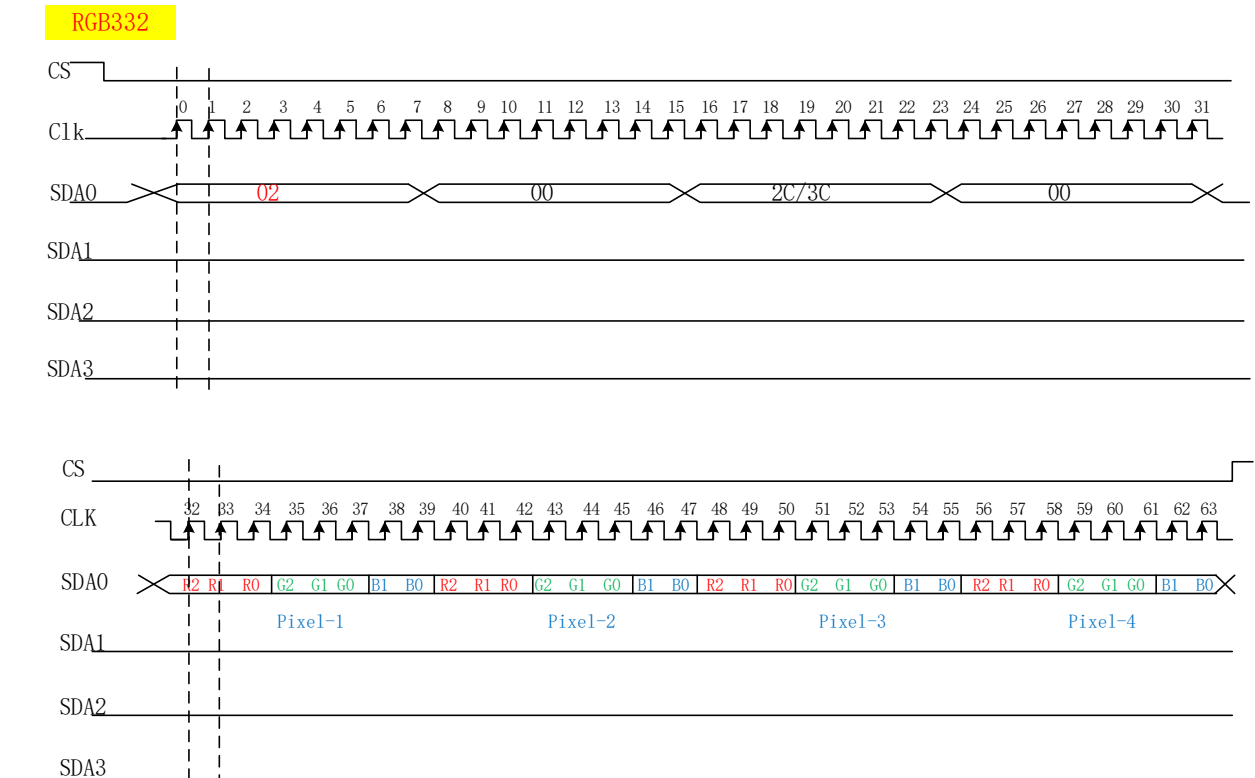 RGB332
CS
0 1 2 3 4 5 6 7 8 9 10 11 12 13 14 15 16 17 18 19 20 21 22 23 24 25 26 27 28 29 30 31
Clk
SDA0 02 00 2C/3C 00
SDA1
SDA2
SDA3
CS
32 33 34 35 36 37 38 39 40 41 42 43 44 45 46 47 48 49 50 51 52 53 54 55 56 57 58 59 60 61 62 63
CLK
SDA0 R2 R1 R0 G2 G1 G0 B1 B0 R2 R1 R0 G2 G1 G0 B1 B0 R2 R1 R0 G2 G1 G0 B1 B0 R2 R1 R0 G2 G1 G0 B1 B0
Pixel-1 Pixel-2 Pixel-3 Pixel-4
SDA1
SDA2
SDA3